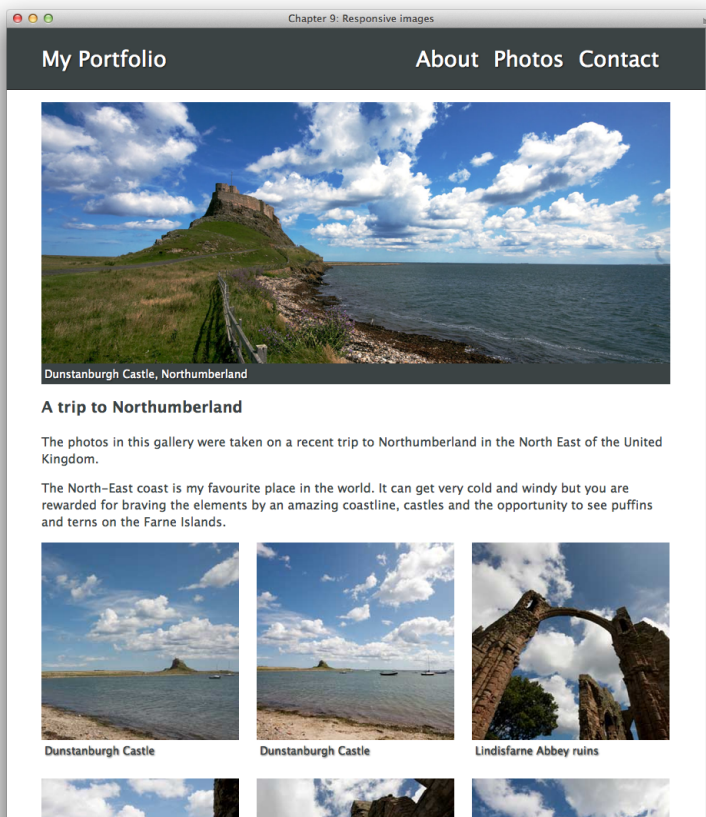 Chapter 9: Responsive images
My Portfolio
About Photos Contact
Dunstanburgh Castle, Northumberland
A trip to Northumberland
The photos in this gallery were taken on a recent trip to Northumberland in the North East of the United
Kingdom.
The North-East coast is my favourite place in the world. It can get very cold and windy but you are
rewarded for braving the elements by an amazing coastline, castles and the opportunity to see puffins
and terns on the Farne Islands.
Dunstanburgh Castle
Dunstanburgh Castle
Lindisfarne Abbey ruins